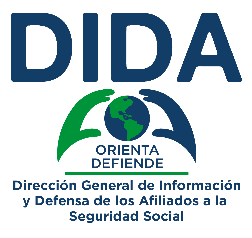 DIDA
ORIENTA
DEFIENDE
Dirección General de Información
y Defensa de los Afiliados a la
Seguridad Social